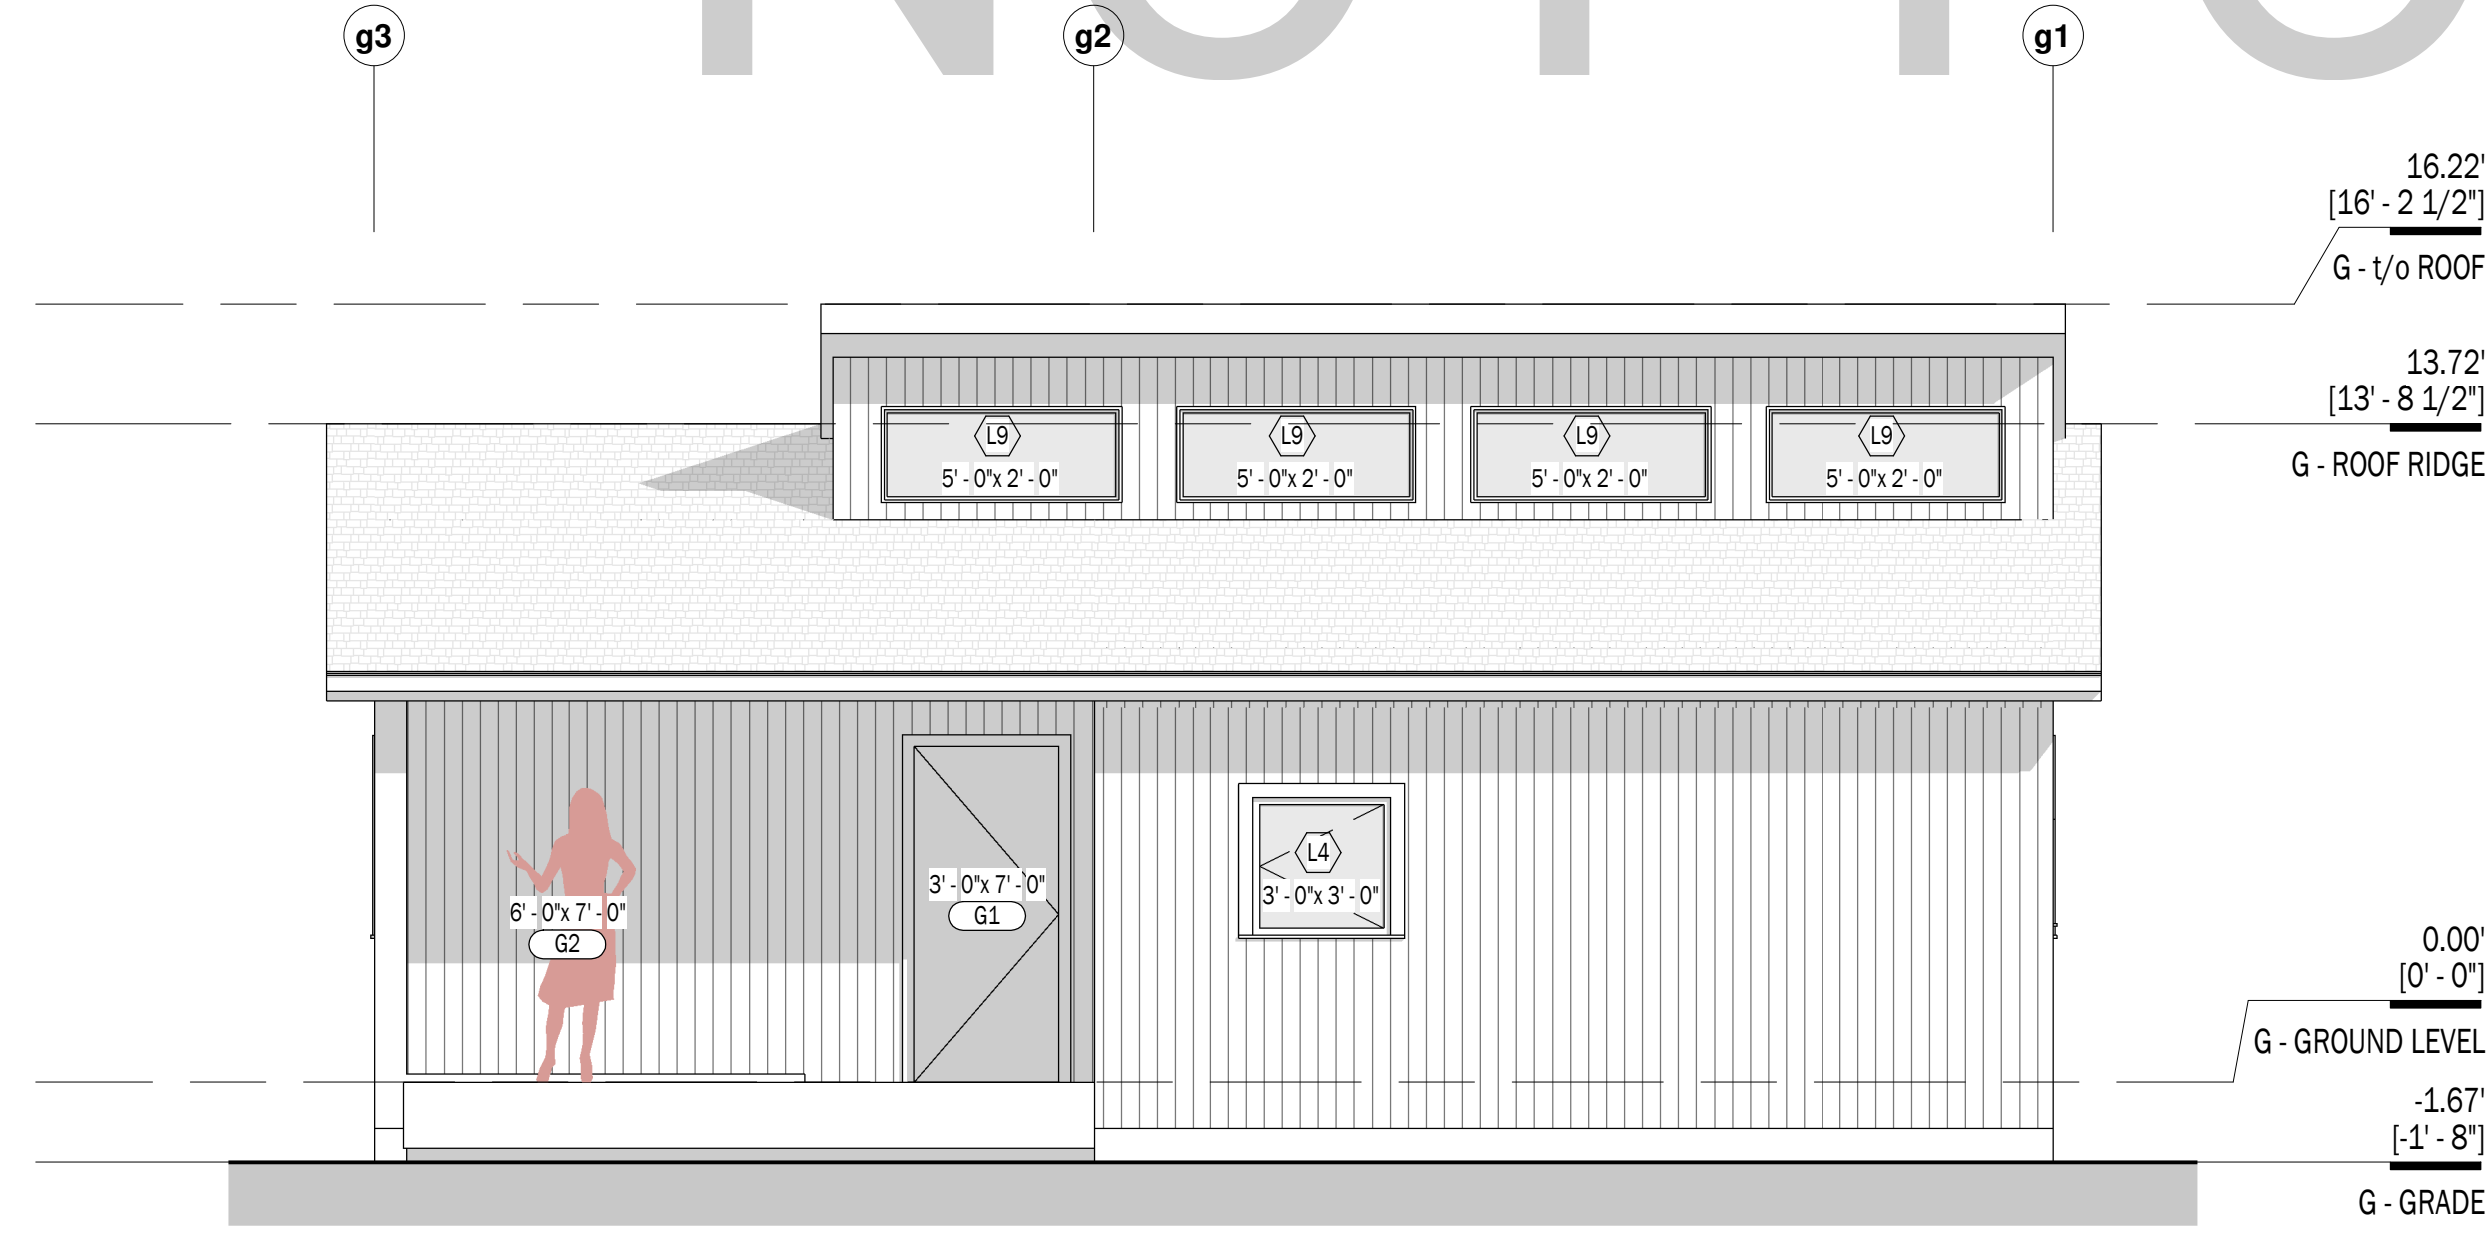 NOT FO
g3
g2
g1
16.22'
[16' - 2 1/2"]
G - t/o ROOF
13.72'
[13' - 8 1/2"]
G - ROOF RIDGE
L9
L9
L9
L9
5' - 0"x 2' - 0"
5' - 0"x 2' - 0"
5' - 0"x 2' - 0"
5' - 0"x 2' - 0"
L4
3' - 0"x 3' - 0"
3' - 0"x 7' - 0"
G1
6' - 0"x 7' - 0"
G2
0.00'
[0' - 0"]
G - GROUND LEVEL
-1.67'
[-1' - 8"]
G - GRADE